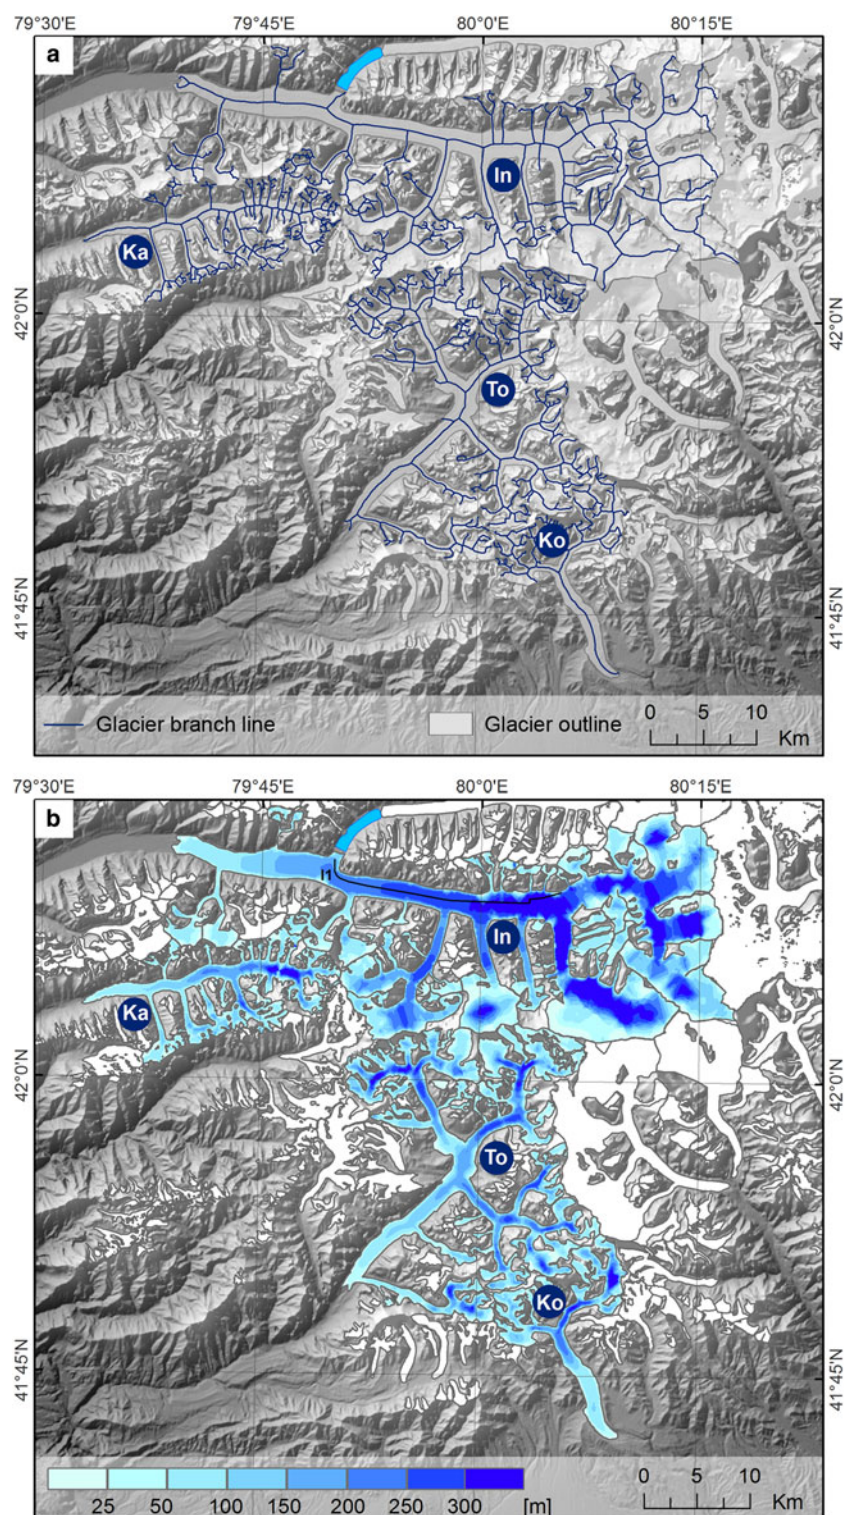 79°30'E 79°45'E 80°0'E 80°15'E
a
In
Ka
42°0'N 42°0'N
To
Ko
41°45'N 41°45'N
Glacier branch line Glacier outline 0 5 10
Km
79°30'E 79°45'E 80°0'E 80°15'E
b
I1
In
Ka
42°0'N 42°0'N
To
Ko
41°45'N 41°45'N
0 5 10
25 50 100 150 200 250 300 [m] Km